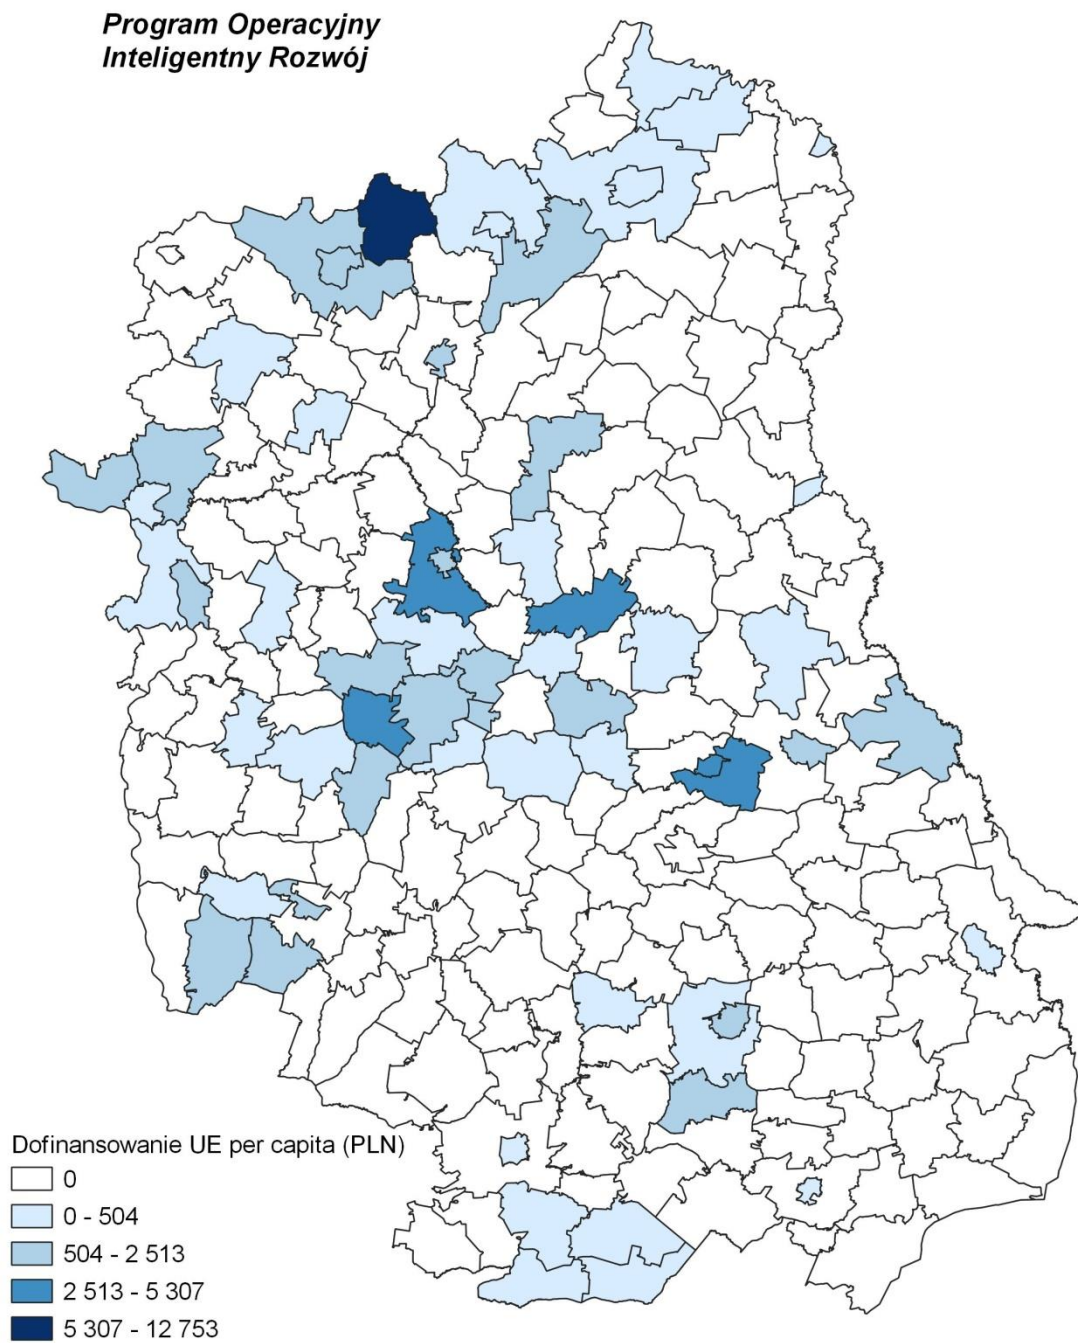 Program Operacyjny
Inteligentny Rozwój
Dofinansowanie UE per capita (PLN)
0
0 - 504
504 - 2 513
2 513 - 5 307
5 307 - 12 753